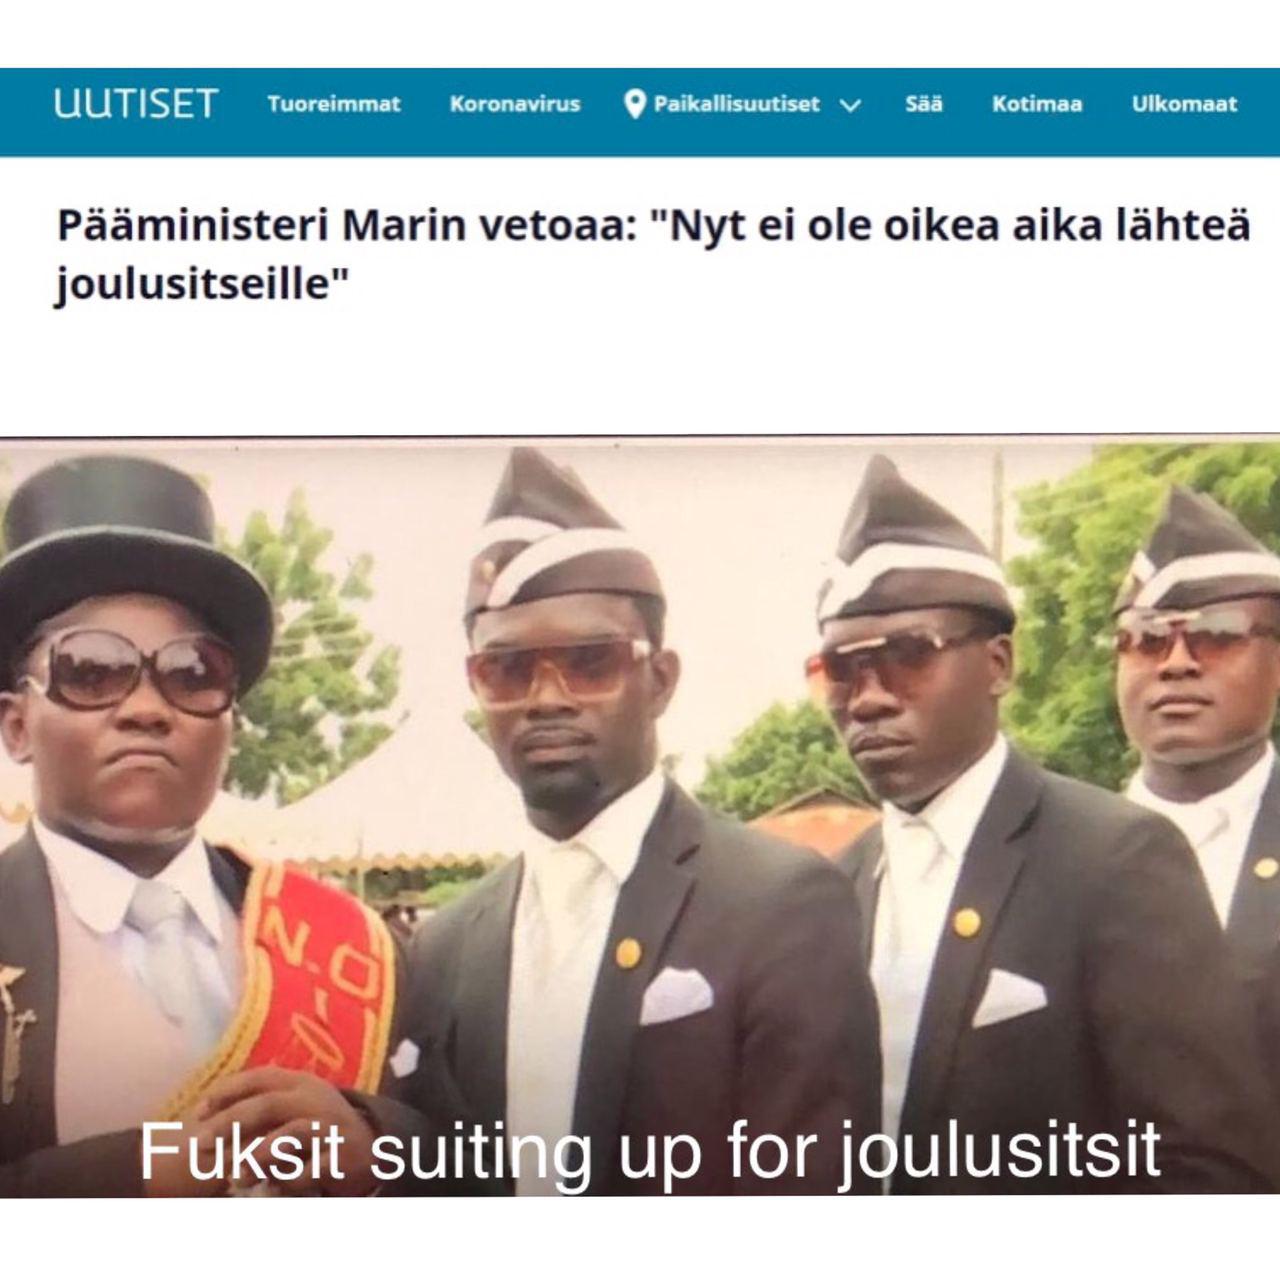 UUTISET Tuoreimmat Koronavirus Paikallisuutiset Sää Kotimaa Ulkomaat
Pääministeri Marin vetoaa: "Nyt ei ole oikea aika lähteä
joulusitseille"
N.O
Fuksit suiting up for joulusitsit